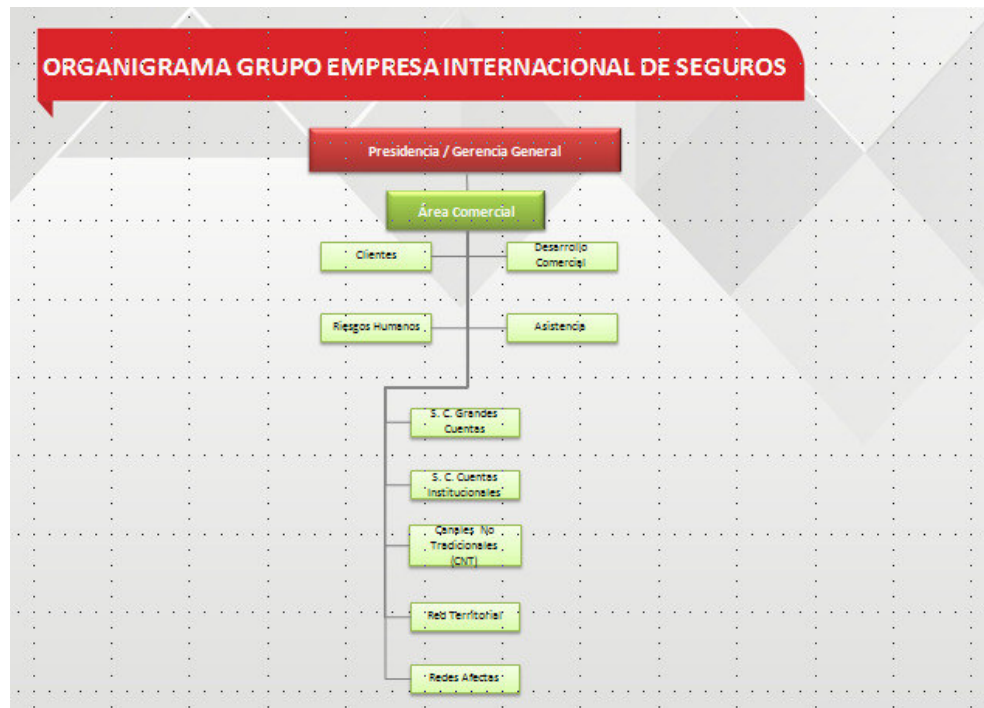 ORGANIGRAMA GRUPO EMPRESA INTERNACIONAL DE SEGUROS
Presidencia / Gerencia General
Área Comercial
Clientes
Desarrollo
Comercial
Riesgos Humanos
Asistencia
S. C. Grandes
Cuentas
S. C. Cuentas
Institucionales
Canales No
Tradicionales
(CNT)
Red Territorial
Redes Afectas